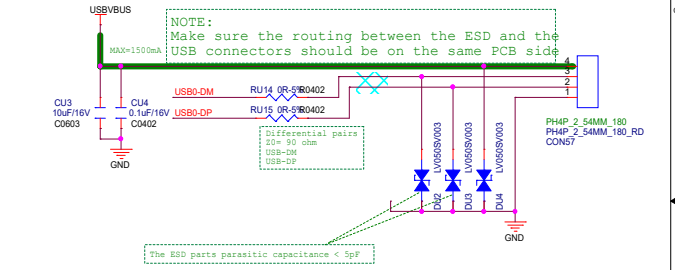 USBVBUS
NOTE:
Make sure the routing between the ESD and the
USB connectors should be on the same PCB side
MAX=1500mA
4
3
2
1
USB0-DM
RU14 0R-5%R0402
CU3
10uF/16V
C0603
CU4
0.1uF/16V
C0402
USB0-DP
RU15 0R-5%R0402
GND
Differential pairs
Z0= 90 ohm
USB-DM
USB-DP
PH4P_2_54MM_180
PH4P_2_54MM_180_RD
CON57
LV050SV003
LV050SV003
LV050SV003
DU2
DU3
DU4
GND
The ESD parts parasitic capacitance < 5pF